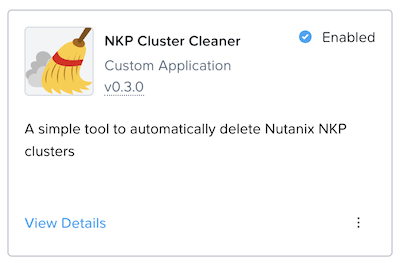 NKP Cluster Cleaner
Enabled
Custom Application
v0.3.0
A simple tool to automatically delete Nutanix NKP
clusters
View Details